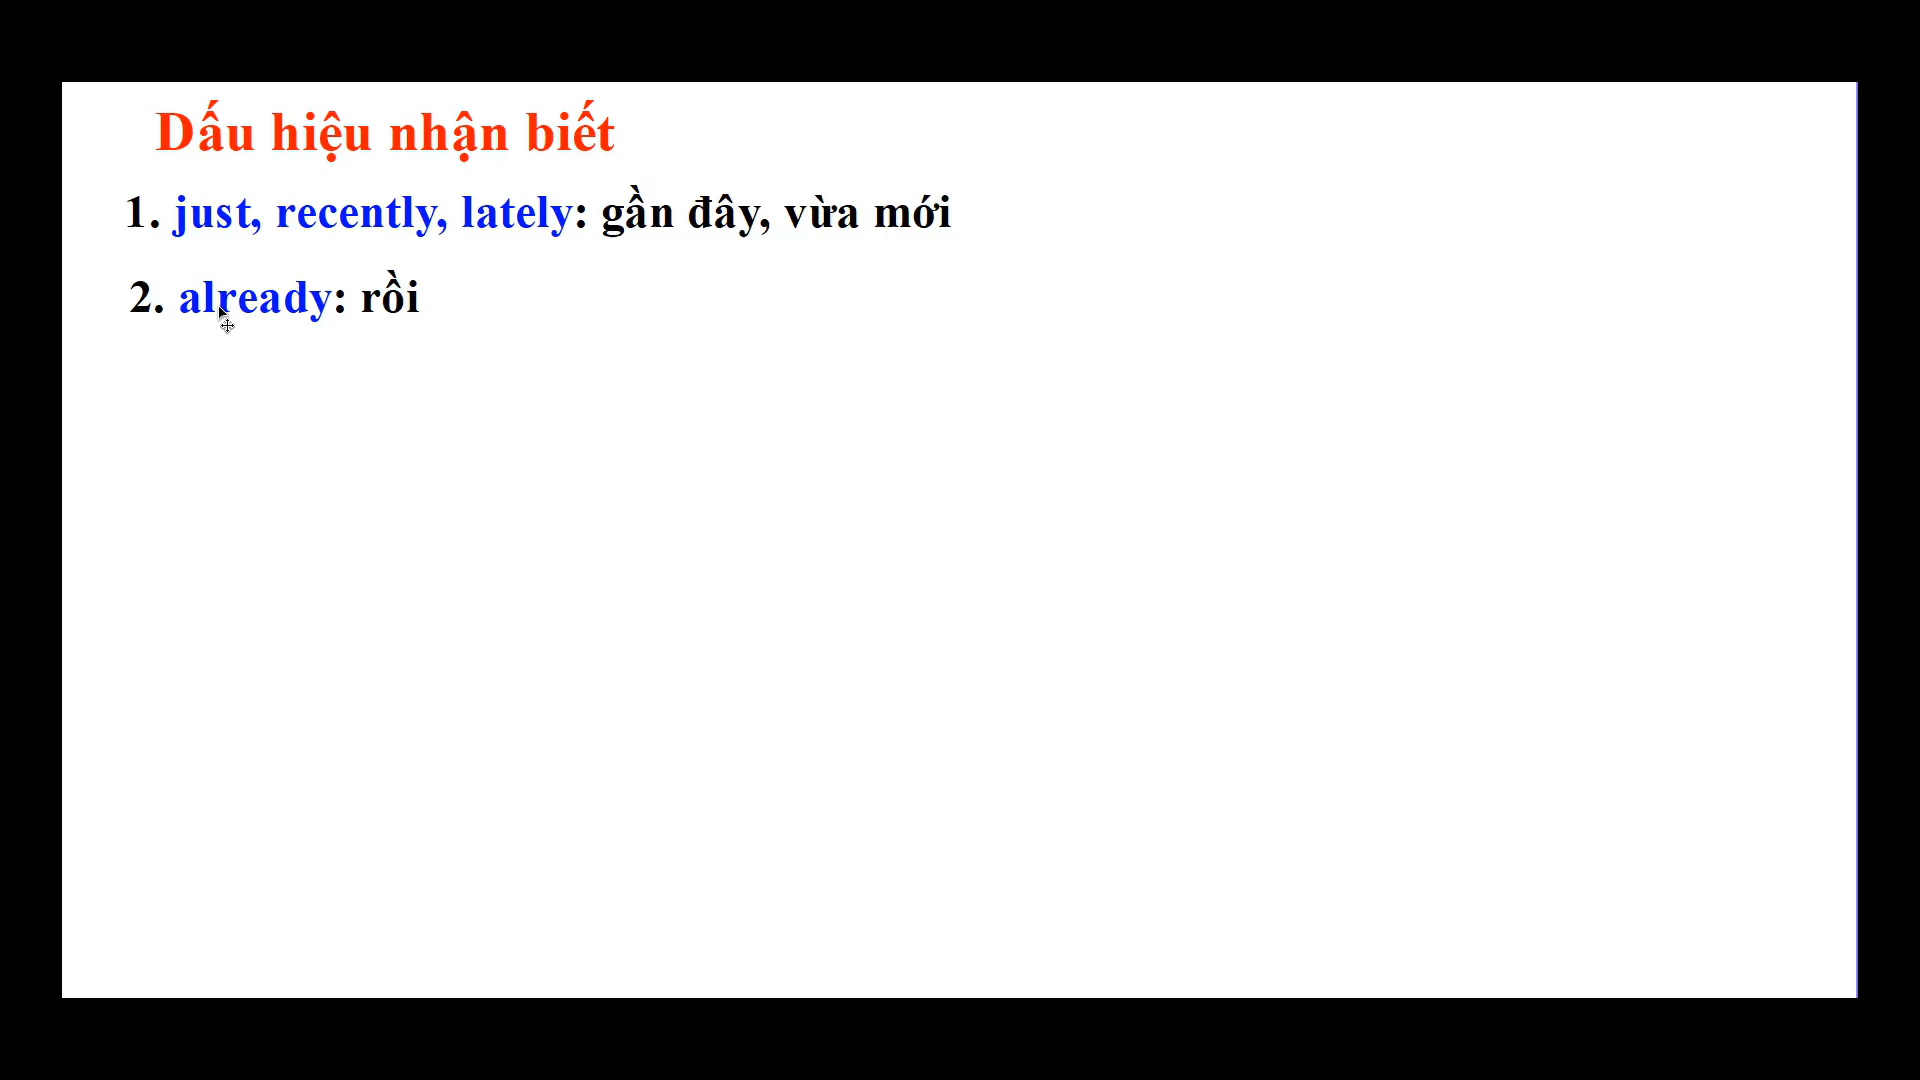 Dấu hiệu nhận biết
1. just, recently, lately: gần đây, vừa mới
2. already: rồi